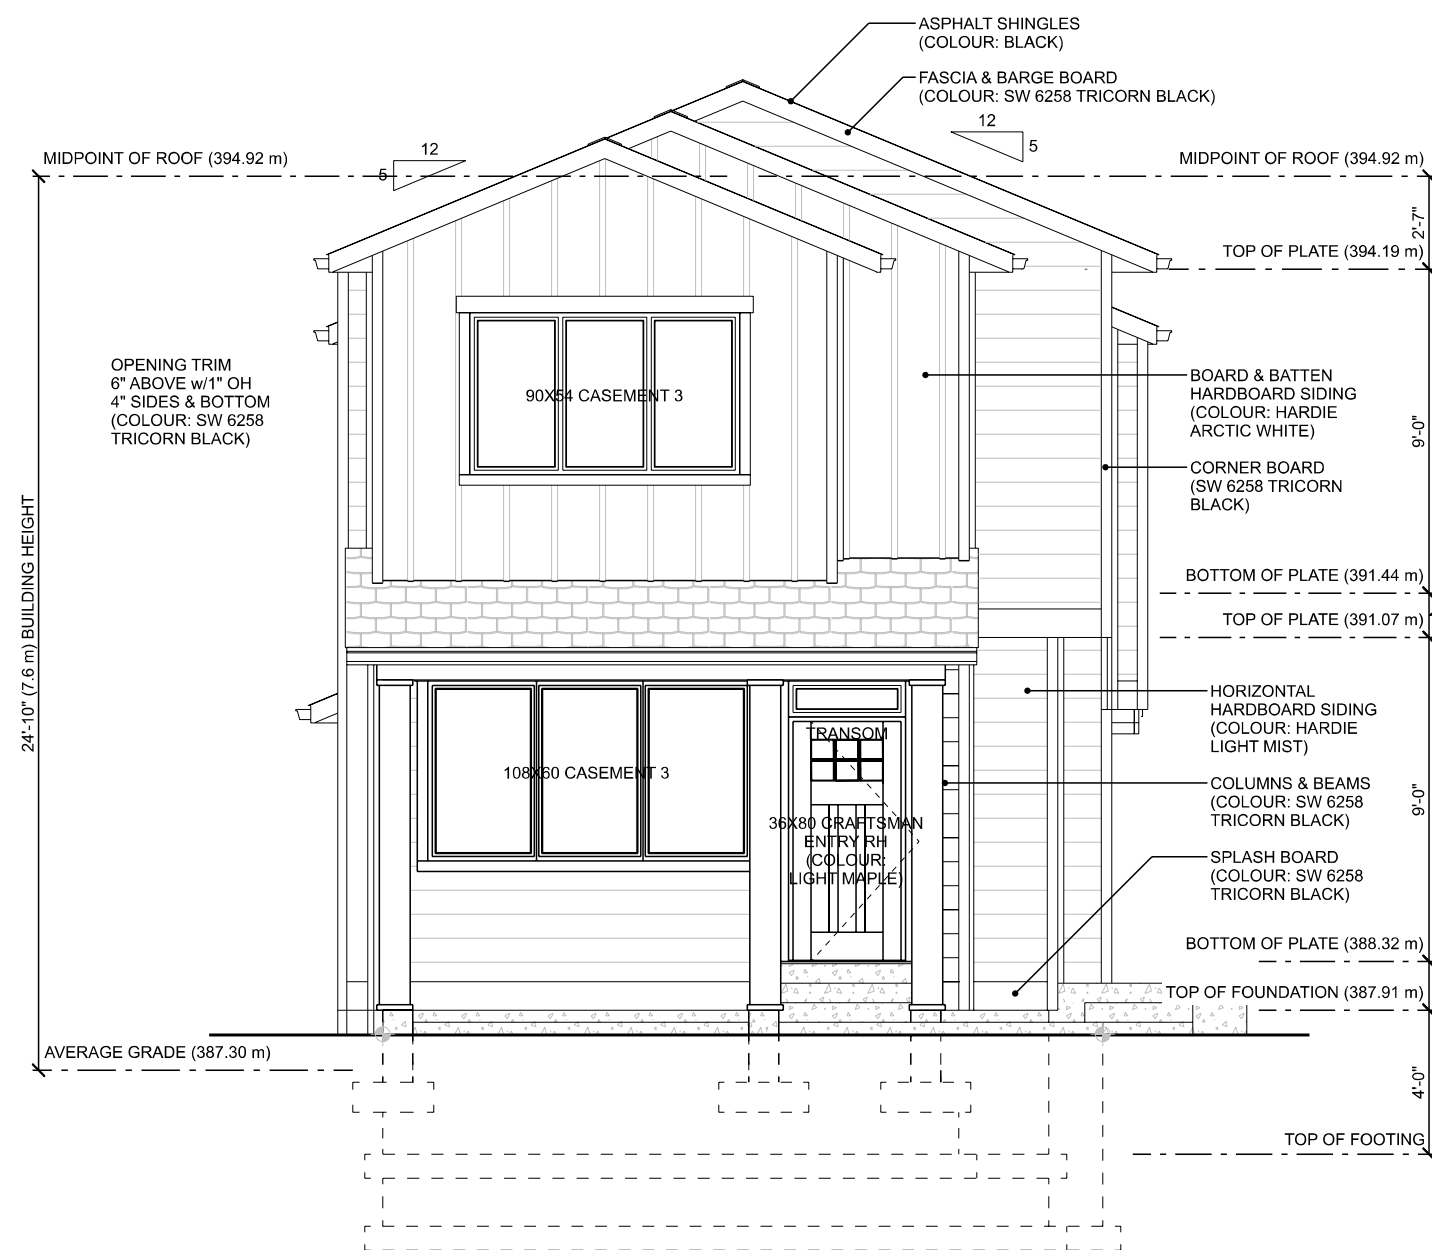 ASPHALT SHINGLES
(COLOUR: BLACK)
FASCIA & BARGE BOARD
(COLOUR: SW 6258 TRICORN BLACK)
12
5
12
5
MIDPOINT OF ROOF (394.92 m)
MIDPOINT OF ROOF (394.92 m)
2'-7"
TOP OF PLATE (394.19 m)
OPENING TRIM
6" ABOVE w/1" OH
4" SIDES & BOTTOM
(COLOUR: SW 6258
TRICORN BLACK)
90X54 CASEMENT 3
BOARD & BATTEN
HARDBOARD SIDING
(COLOUR: HARDIE
ARCTIC WHITE)
9'-0"
CORNER BOARD
(SW 6258 TRICORN
BLACK)
24'-10" (7.6 m) BUILDING HEIGHT
BOTTOM OF PLATE (391.44 m)
TOP OF PLATE (391.07 m)
HORIZONTAL
HARDBOARD SIDING
(COLOUR: HARDIE
LIGHT MIST)
TRANSOM
108X60 CASEMENT 3
COLUMNS & BEAMS
(COLOUR: SW 6258
TRICORN BLACK)
9'-0"
36X80 CRAFTSMAN
ENTRY RH
(COLOUR:
LIGHT MAPLE)
SPLASH BOARD
(COLOUR: SW 6258
TRICORN BLACK)
BOTTOM OF PLATE (388.32 m)
TOP OF FOUNDATION (387.91 m)
AVERAGE GRADE (387.30 m)
4'-0"
TOP OF FOOTING